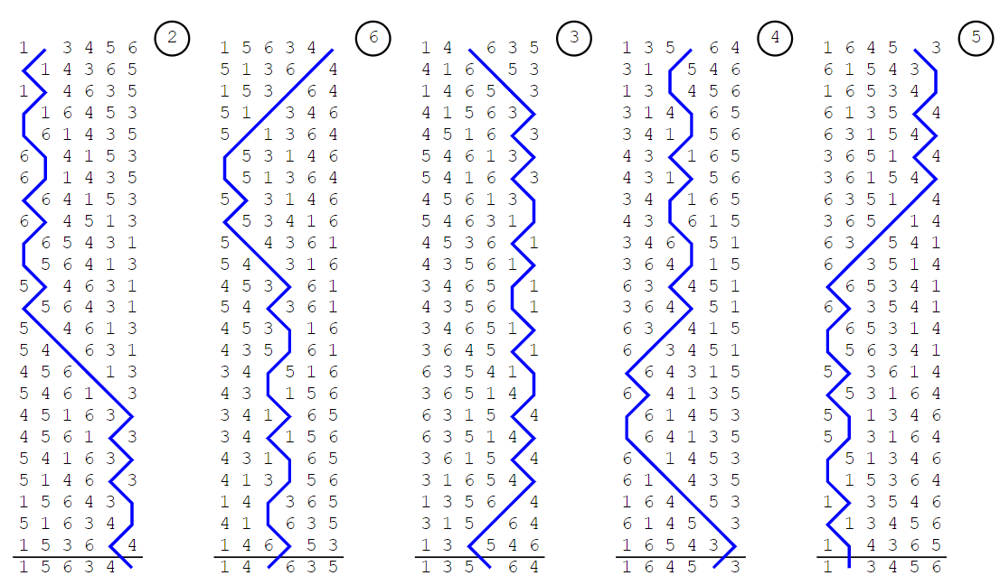 2
1 3 4 5 6
1 4 3 6 5
1 4 6 3 5
1 6 4 5 3
6 1 4 3 5
6 4 1 5 3
6 1 4 3 5
6 4 1 5 3
6 4 5 1 3
6 5 4 3 1
5 6 4 1 3
5 4 6 3 1
5 6 4 3 1
5 4 6 1 3
5 4 6 3 1
4 5 6 1 3
5 4 6 1 3
4 5 1 6 3
4 5 6 1 3
5 4 1 6 3
5 1 4 6 3
1 5 6 4 3
5 1 6 3 4
1 5 3 6 4
1 5 6 3 4
6
1 5 6 3 4
5 1 3 6 4
1 5 3 6 4
5 1 3 4 6
5 1 3 6 4
5 3 1 4 6
5 1 3 6 4
5 3 1 4 6
5 3 4 1 6
5 4 3 6 1
5 4 3 1 6
4 5 3 6 1
5 4 3 6 1
4 5 3 1 6
4 3 5 6 1
3 4 5 1 6
4 3 1 5 6
3 4 1 6 5
3 4 1 5 6
4 3 1 6 5
4 1 3 5 6
1 4 3 6 5
4 1 6 3 5
1 4 6 5 3
1 4 6 3 5
3
1 4 6 3 5
4 1 6 5 3
1 4 6 5 3
4 1 5 6 3
4 5 1 6 3
5 4 6 1 3
5 4 1 6 3
4 5 6 1 3
5 4 6 3 1
4 5 3 6 1
4 3 5 6 1
3 4 6 5 1
4 3 5 6 1
3 4 6 5 1
3 6 4 5 1
6 3 5 4 1
3 6 5 1 4
6 3 1 5 4
6 3 5 1 4
3 6 1 5 4
3 1 6 5 4
1 3 5 6 4
3 1 5 6 4
1 3 5 4 6
1 3 5 6 4
4
1 3 5 6 4
3 1 5 4 6
1 3 4 5 6
3 1 4 6 5
3 4 1 5 6
4 3 1 6 5
4 3 1 5 6
3 4 1 6 5
4 3 6 1 5
3 4 6 5 1
3 6 4 1 5
6 3 4 5 1
3 6 4 5 1
6 3 4 1 5
6 3 4 5 1
6 4 3 1 5
6 4 1 3 5
6 1 4 5 3
6 4 1 3 5
6 1 4 5 3
6 1 4 3 5
1 6 4 5 3
6 1 4 5 3
1 6 5 4 3
1 6 4 5 3
5
1 6 4 5 3
6 1 5 4 3
1 6 5 3 4
6 1 3 5 4
6 3 1 5 4
3 6 5 1 4
3 6 1 5 4
6 3 5 1 4
3 6 5 1 4
6 3 5 4 1
6 3 5 1 4
6 5 3 4 1
6 3 5 4 1
6 5 3 1 4
5 6 3 4 1
5 3 6 1 4
5 3 1 6 4
5 1 3 4 6
5 3 1 6 4
5 1 3 4 6
1 5 3 6 4
1 3 5 4 6
1 3 4 5 6
1 4 3 6 5
1 3 4 5 6